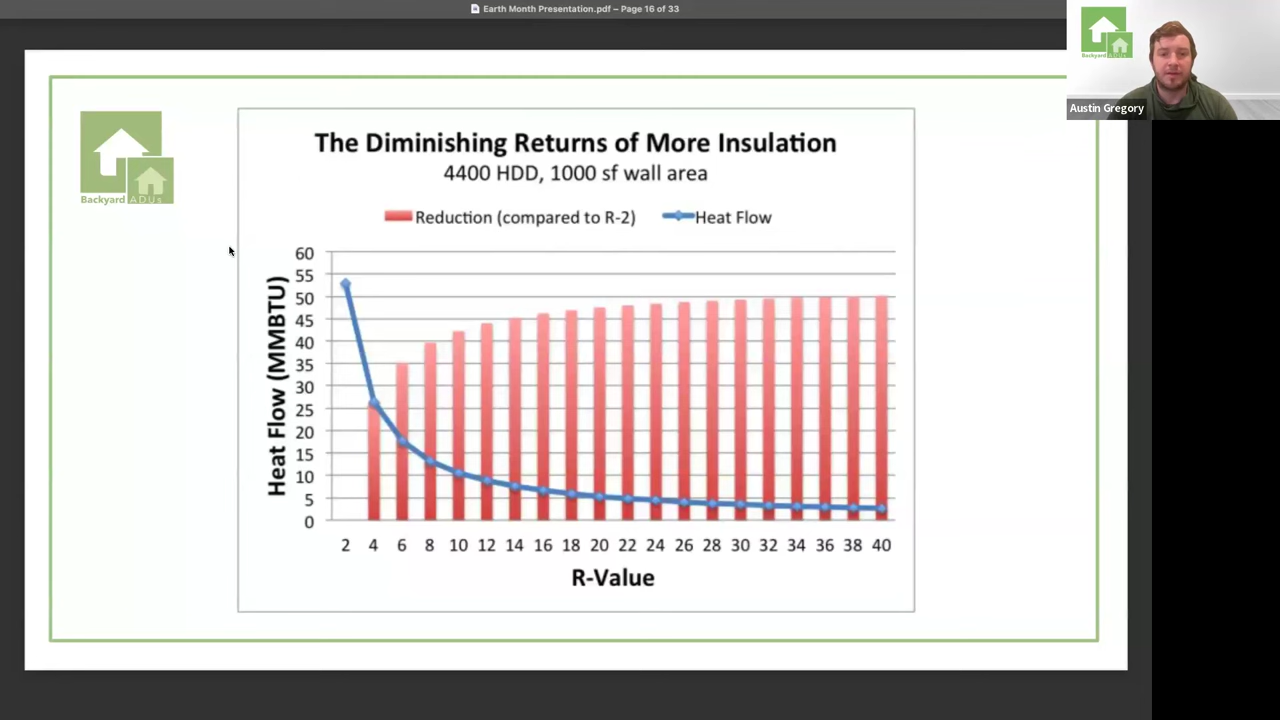 Earth Month Presentation.pdf – Page 16 of 33
Backyard ADUs
Austin Gregory
Backyard ADUs
The Diminishing Returns of More Insulation
4400 HDD, 1000 sf wall area
Reduction (compared to R-2) Heat Flow
Heat Flow (MMBTU)
60
55
50
45
40
35
30
25
20
15
10
5
0
2 4 6 8 10 12 14 16 18 20 22 24 26 28 30 32 34 36 38 40
R-Value